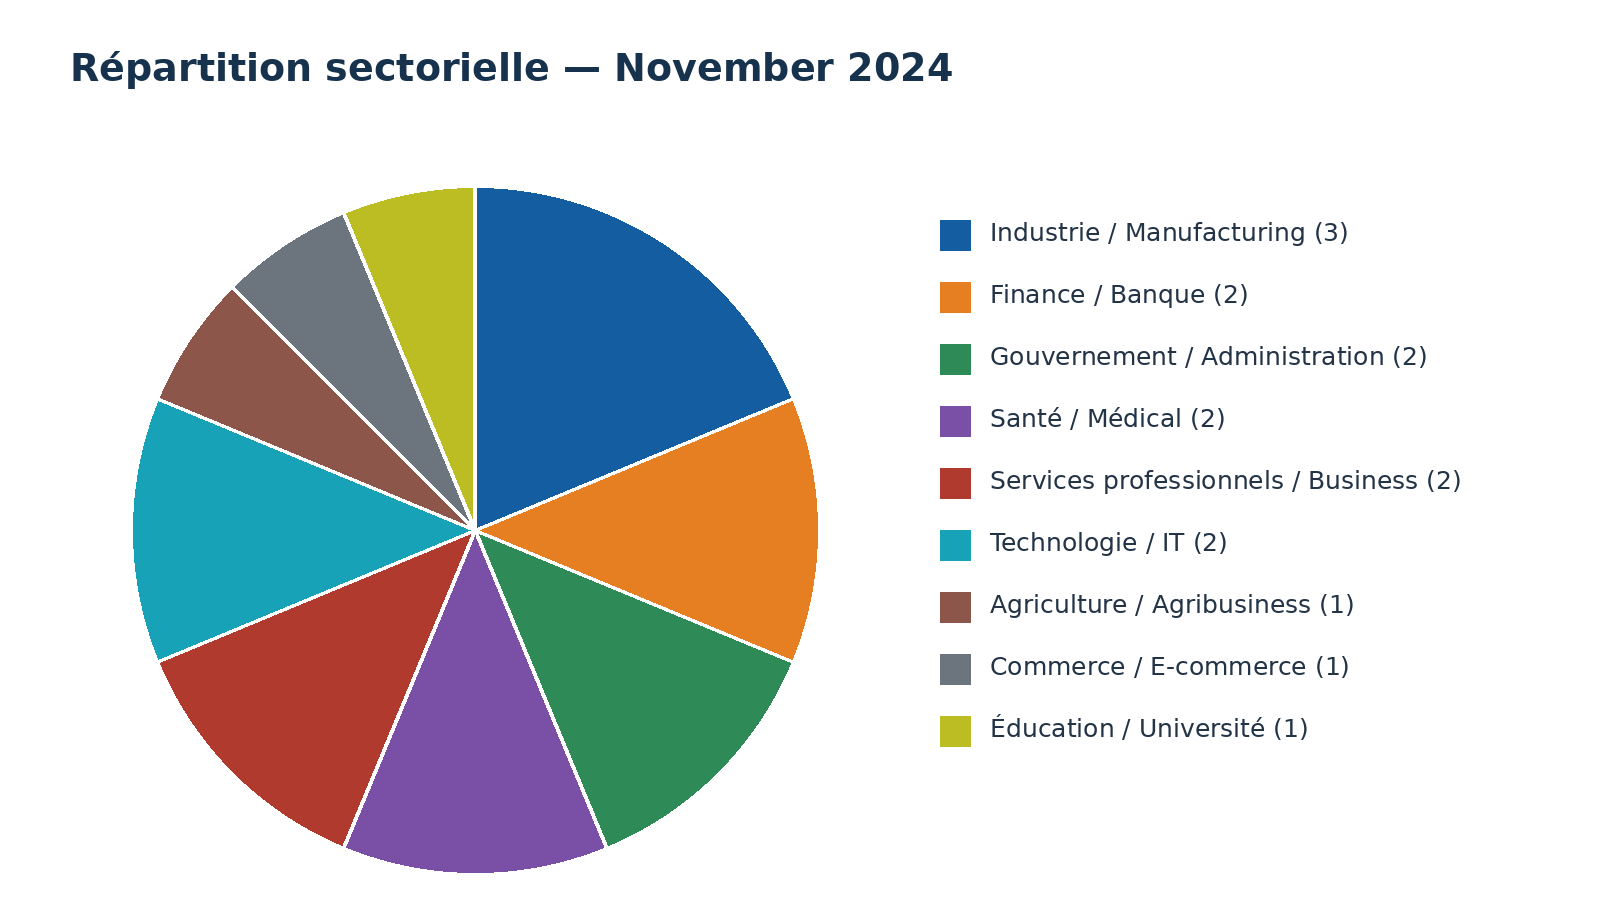 Répartition sectorielle — November 2024
Industrie / Manufacturing (3)
Finance / Banque (2)
Gouvernement / Administration (2)
Santé / Médical (2)
Services professionnels / Business (2)
Technologie / IT (2)
Agriculture / Agribusiness (1)
Commerce / E-commerce (1)
Éducation / Université (1)